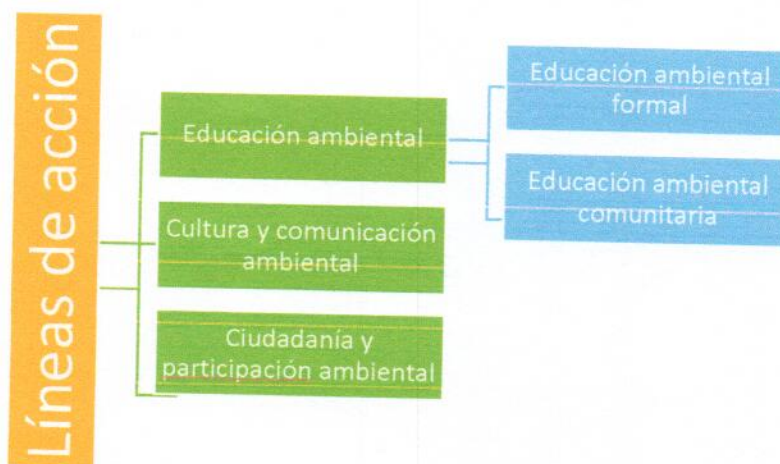 Líneas de acción
Educación ambiental
Cultura y comunicación
ambiental
Ciudadanía y
participación ambiental
Educación ambiental
formal
Educación ambiental
comunitaria